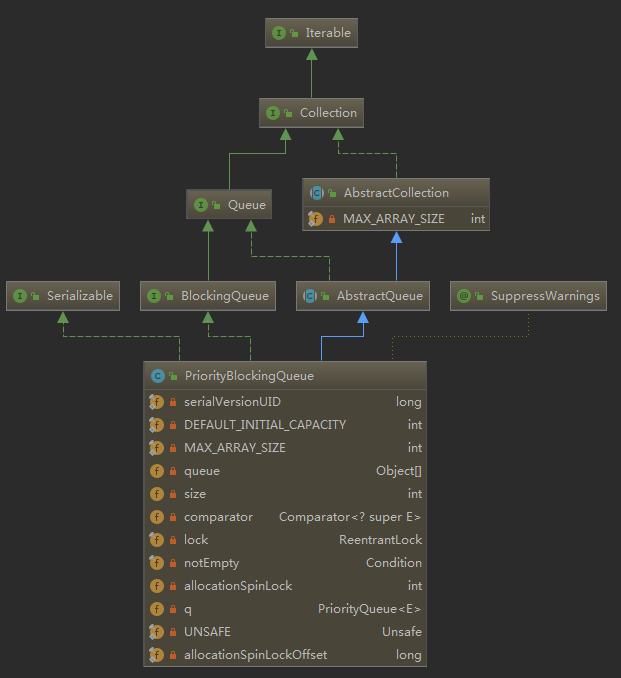 Iterable
Collection
Queue
AbstractCollection
MAX_ARRAY_SIZE int
Serializable
BlockingQueue
AbstractQueue
SuppressWarnings
PriorityBlockingQueue
serialVersionUID long
DEFAULT_INITIAL_CAPACITY int
MAX_ARRAY_SIZE int
queue Object[]
size int
comparator Comparator<? super E>
lock ReentrantLock
notEmpty Condition
allocationSpinLock int
q PriorityQueue<E>
UNSAFE Unsafe
allocationSpinLockOffset long